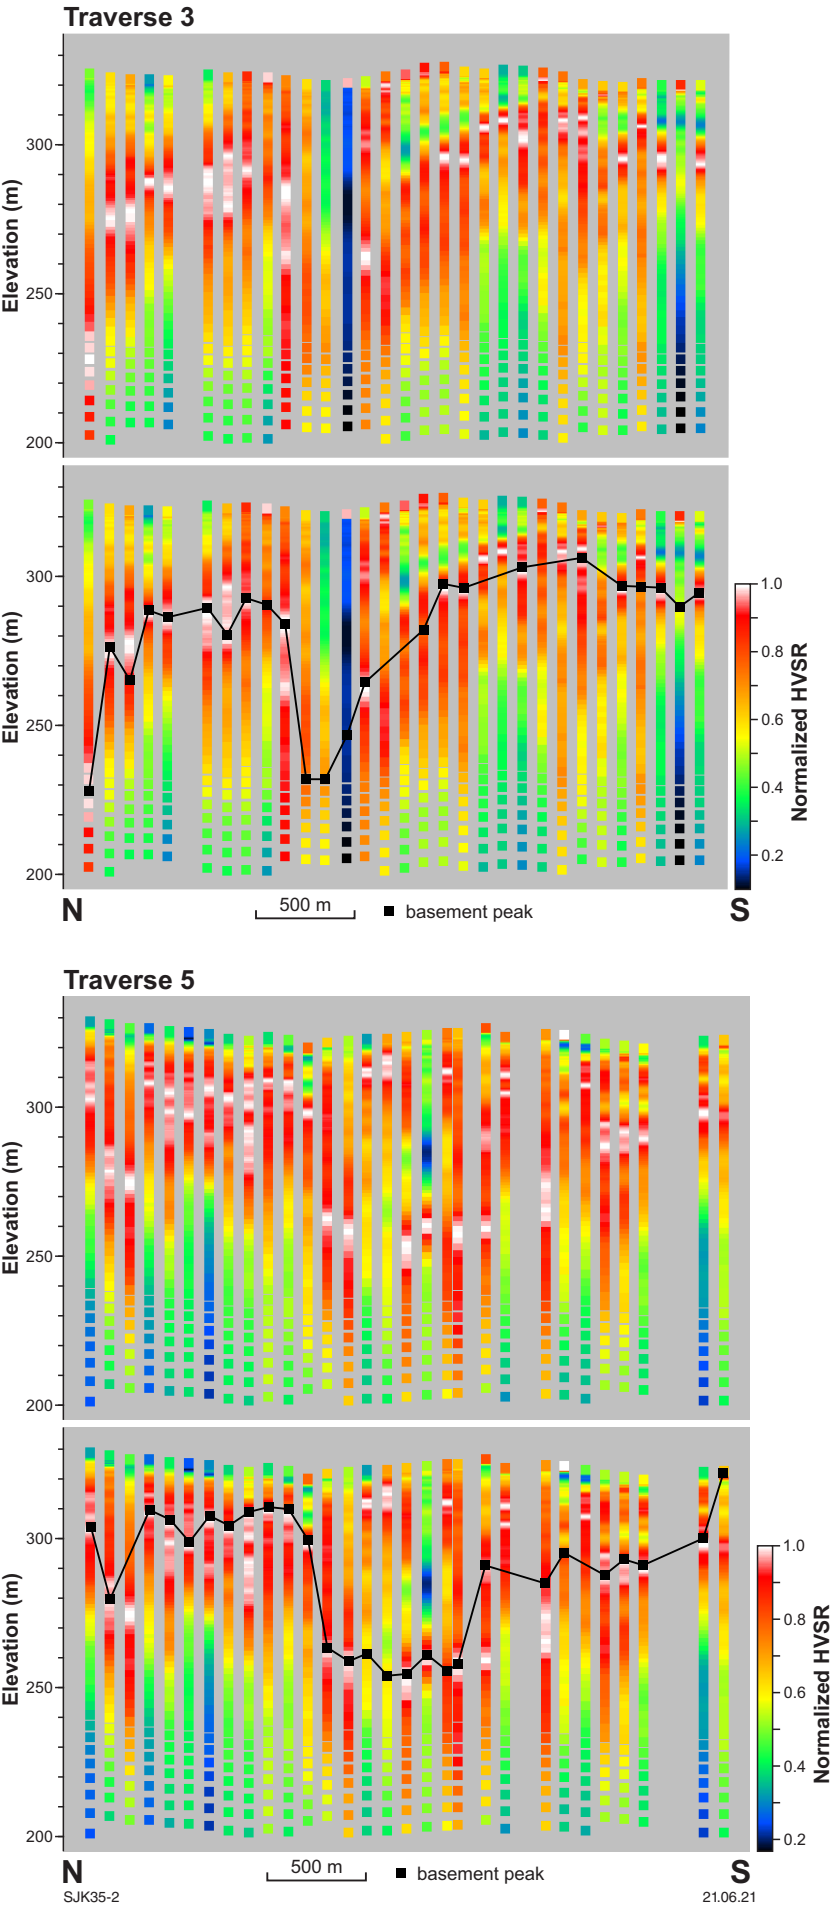 Traverse 3
300
250
200
Elevation (m)
300
250
200
Elevation (m)
1.0
0.8
0.6
0.4
0.2
Normalized HVSR
N
500 m
basement peak
S
Traverse 5
300
250
200
Elevation (m)
300
250
200
Elevation (m)
1.0
0.8
0.6
0.4
0.2
Normalized HVSR
N
500 m
basement peak
S
SJK35-2
21.06.21